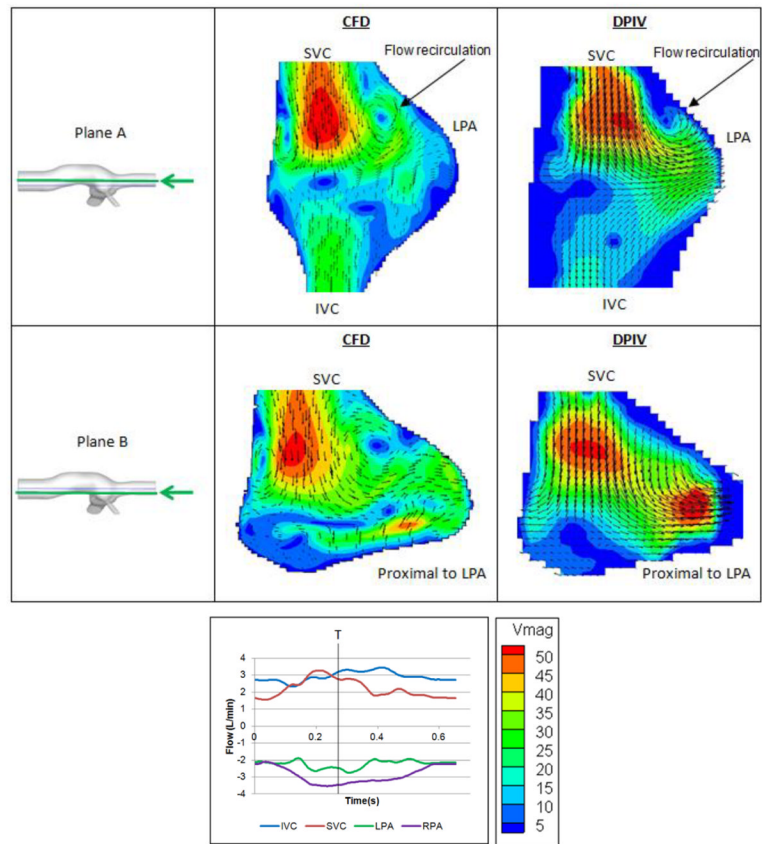 CFD
DPIV
SVC
Flow recirculation
SVC
Flow recirculation
Plane A
LPA
LPA
IVC
IVC
CFD
DPIV
SVC
SVC
Plane B
Proximal to LPA
Proximal to LPA
T
4
3
2
1
0
-1
-2
-3
-4
0
0.2
0.4
0.6
Flow (L/min)
Time(s)
IVC
SVC
LPA
RPA
Vmag
50
45
40
35
30
25
20
15
10
5